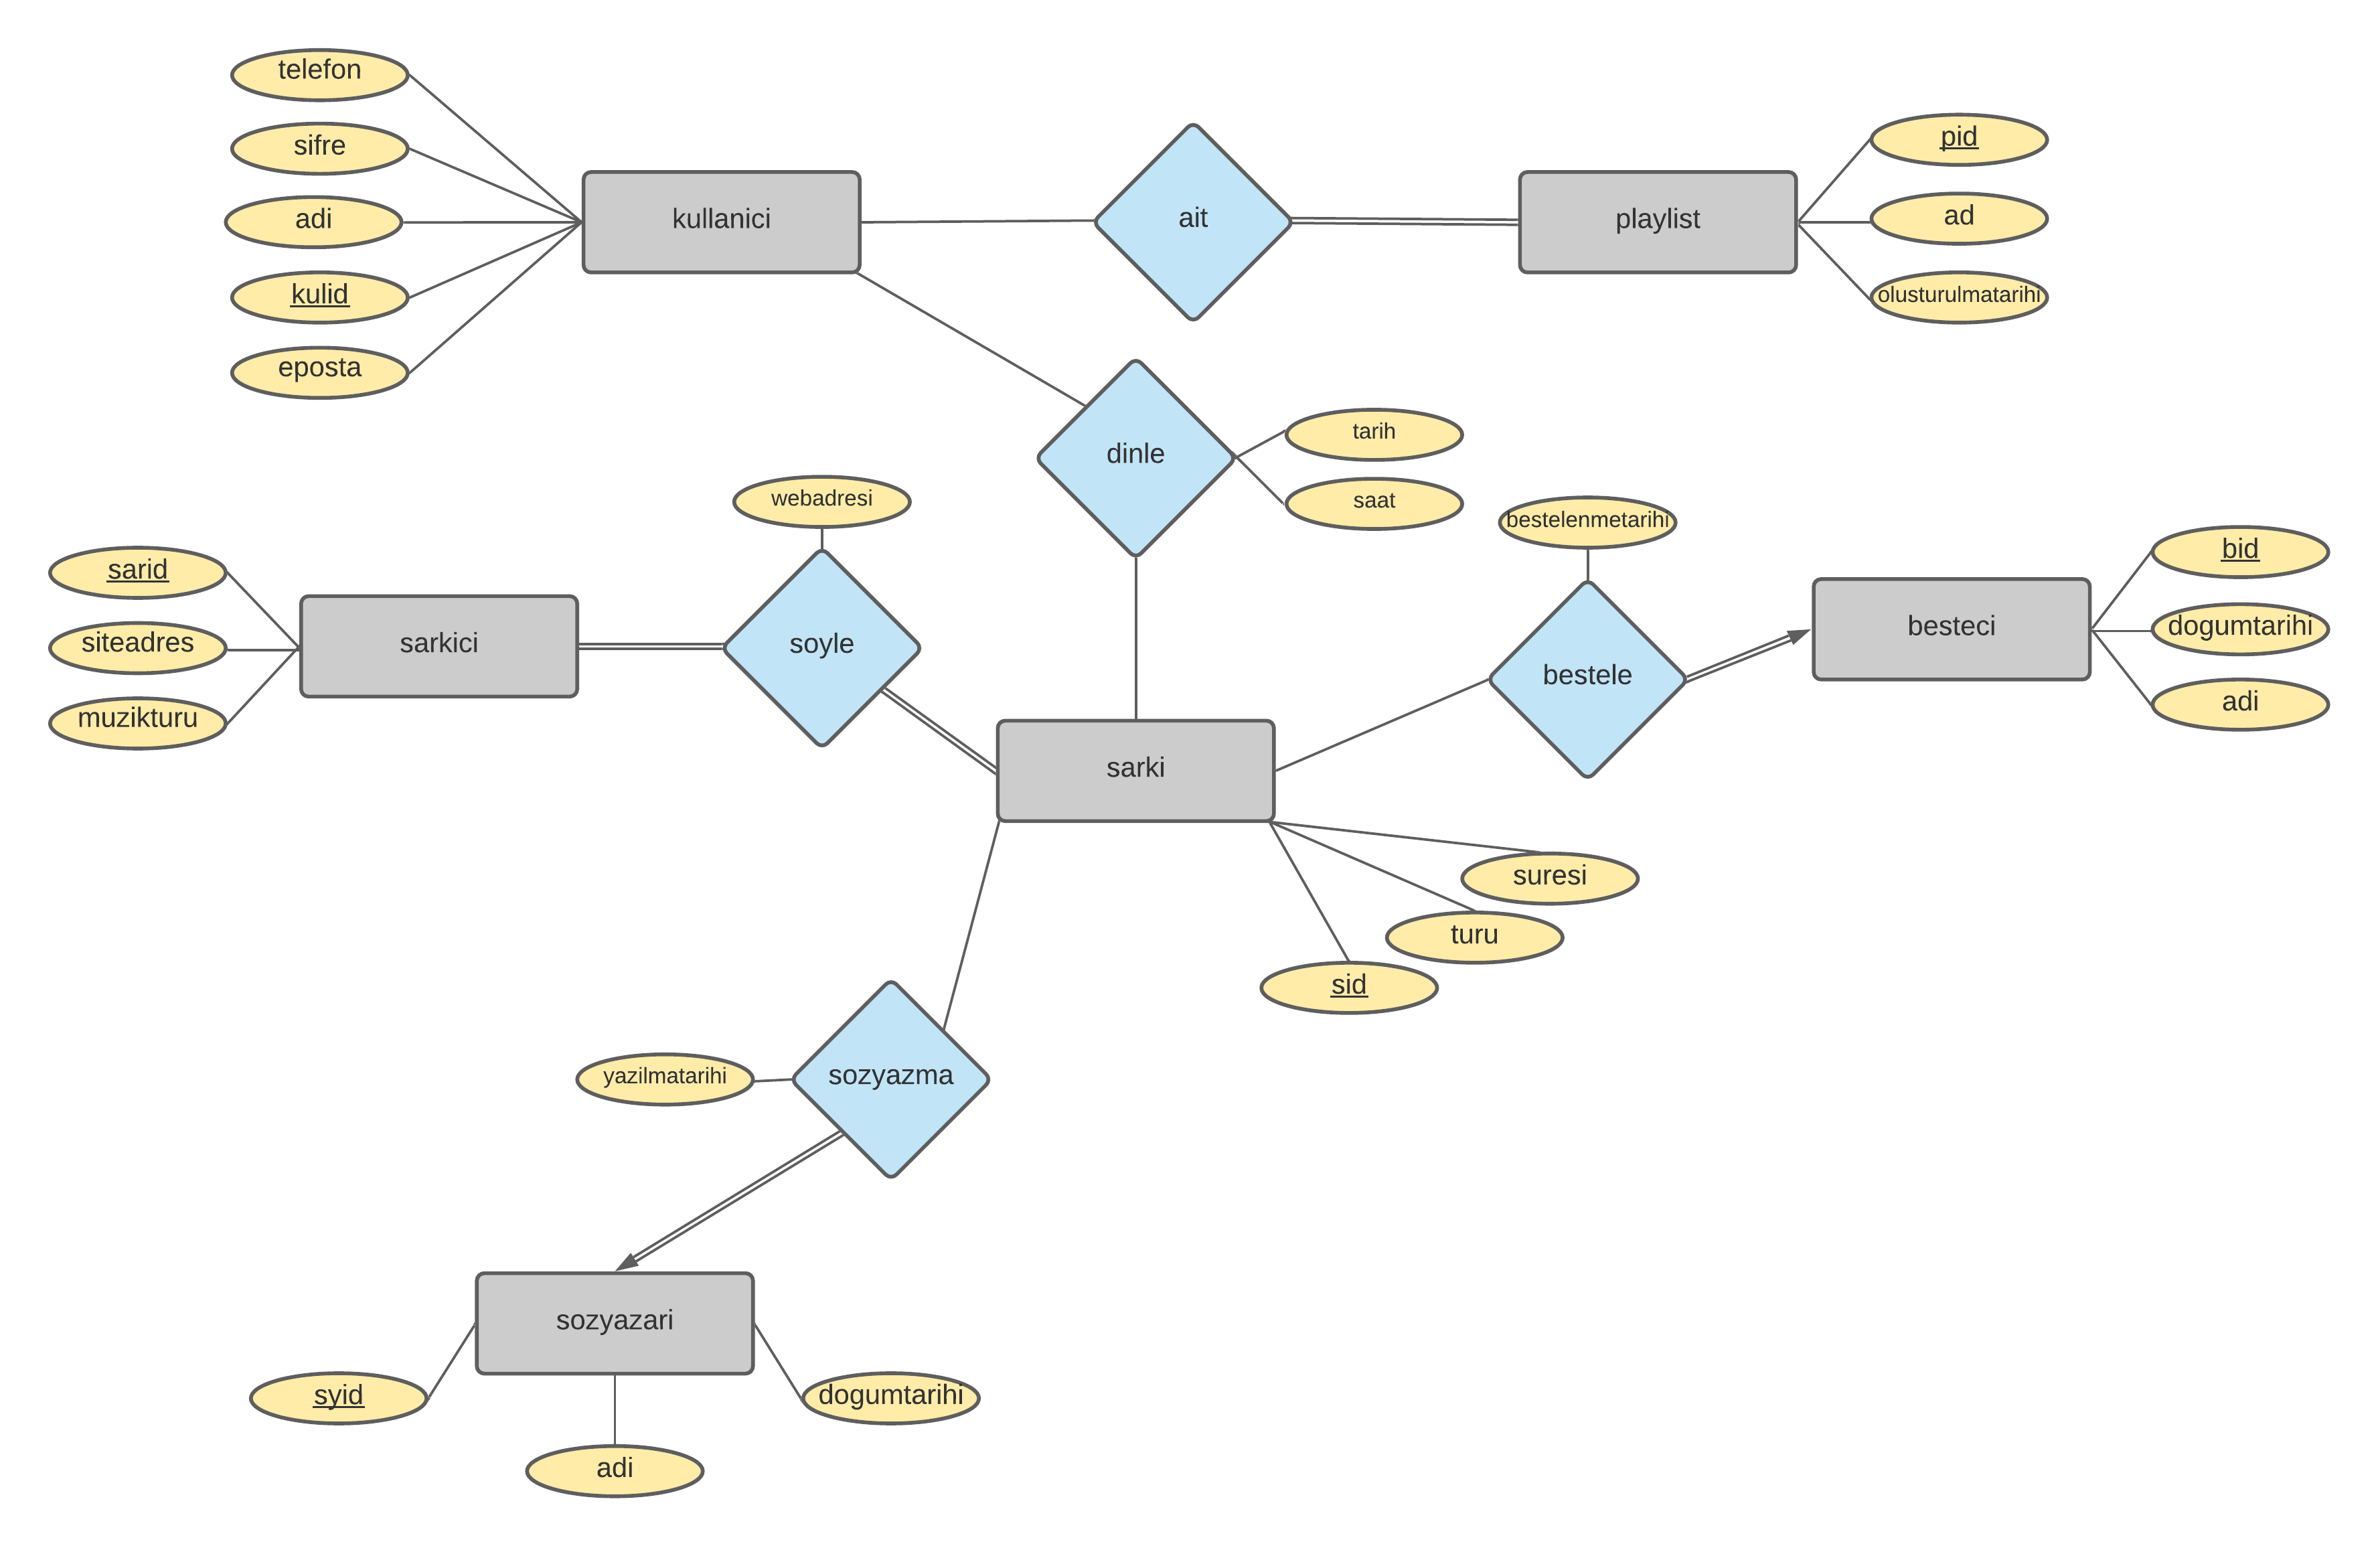 telefon
sifre
adi
kulid
eposta
kullanici
ait
playlist
pid
ad
olusturulmatarihi
dinle
tarih
saat
webadresi
bestelenmetarihi
sarid
siteadres
muzikturu
sarkici
soyle
bestele
besteci
bid
dogumtarihi
adi
sarki
suresi
turu
sid
yazilmatarihi
sozyazma
sozyazari
syid
adi
dogumtarihi